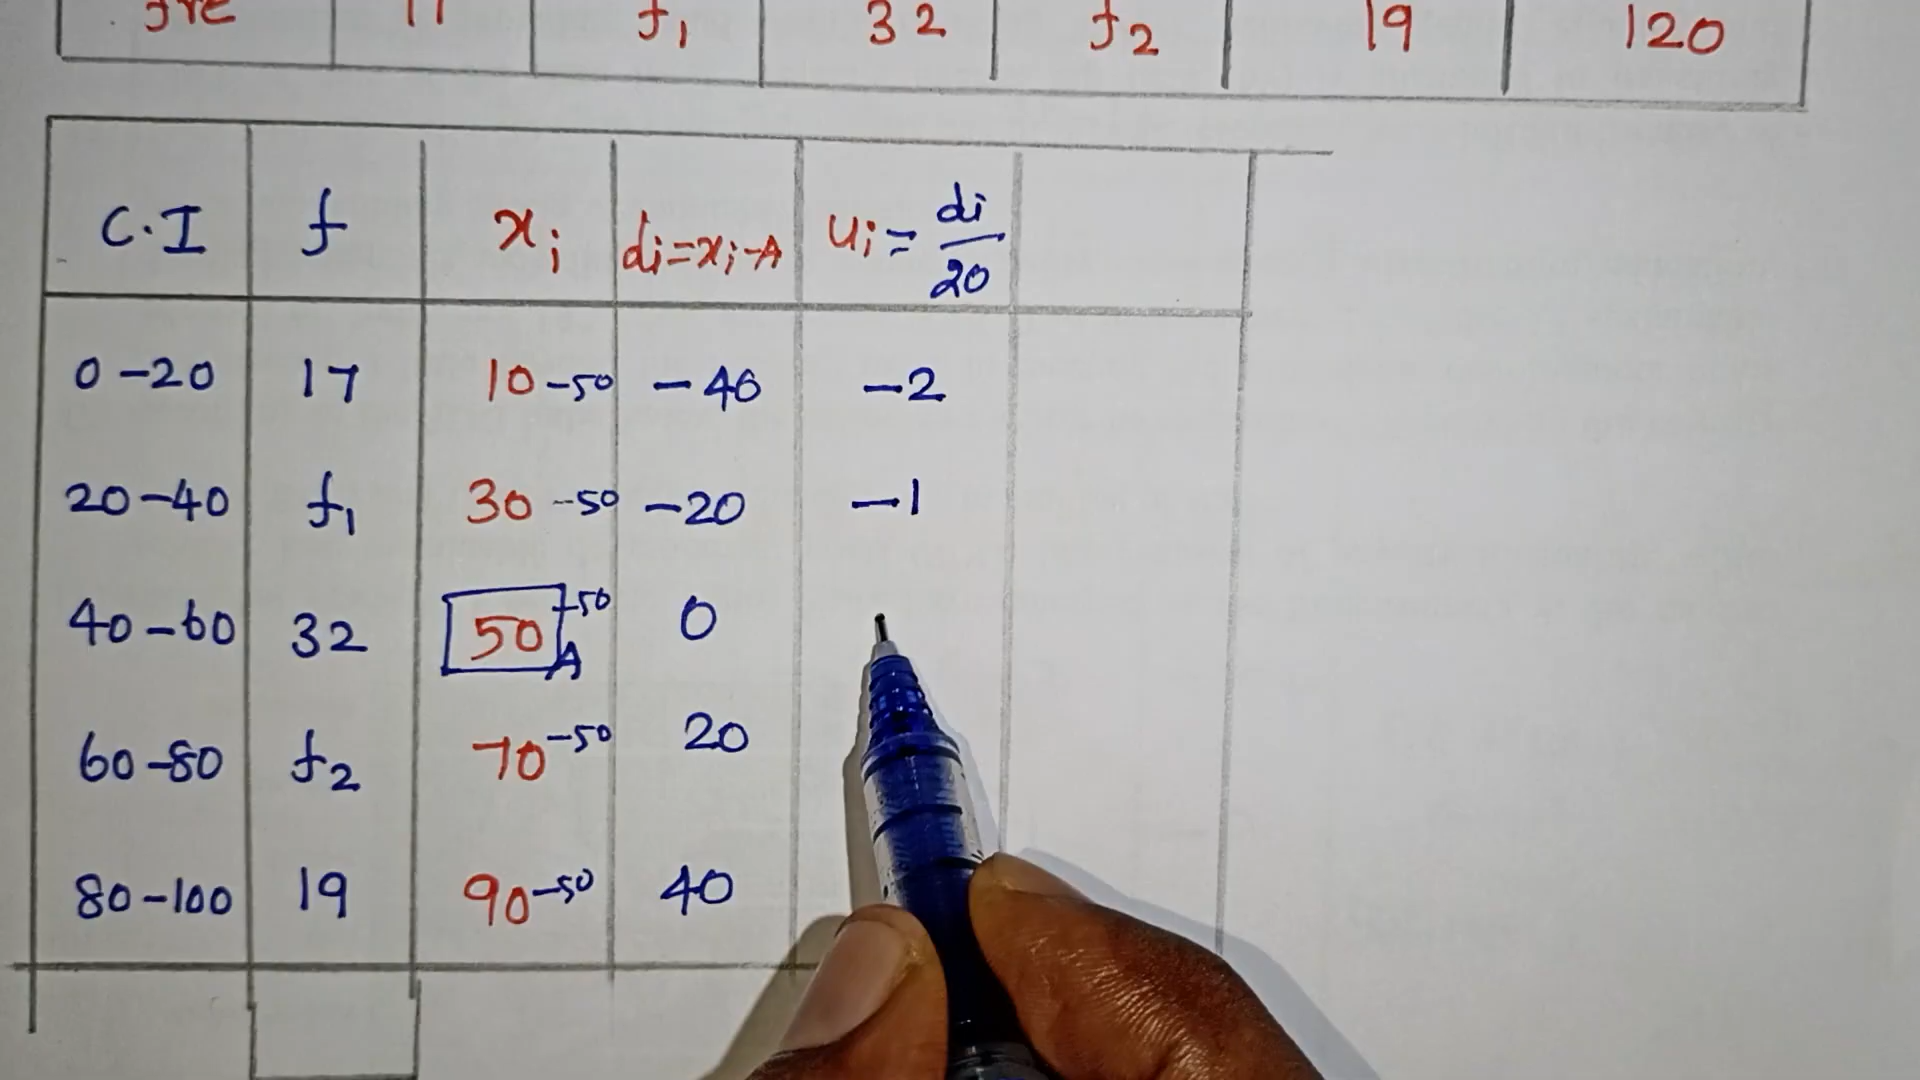 fre 17 f1 32 f2 19 120
C.I f xi di=xi-A ui= di/20
0-20 17 10-50 -40 -2
20-40 f1 30-50 -20 -1
40-60 32 50-50 A 0
60-80 f2 70-50 20
80-100 19 90-50 40